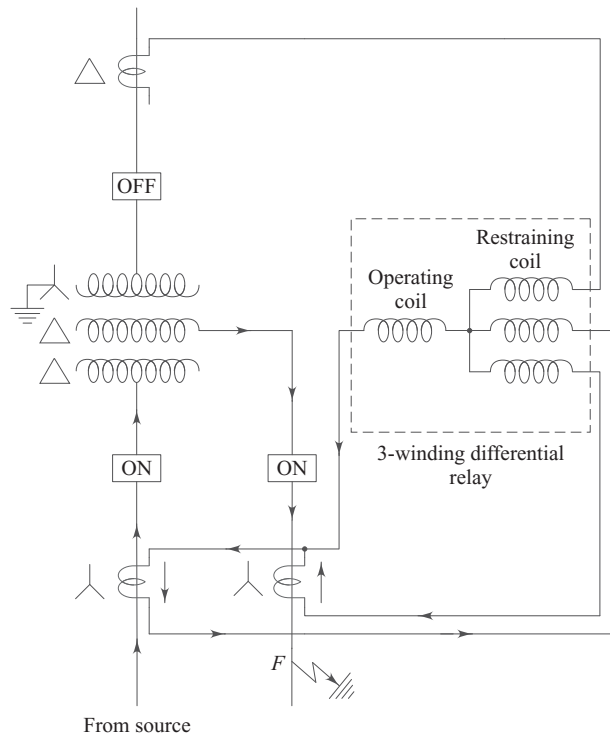 OFF
Restraining
coil
Operating
coil
3-winding differential
relay
ON
ON
F
From source